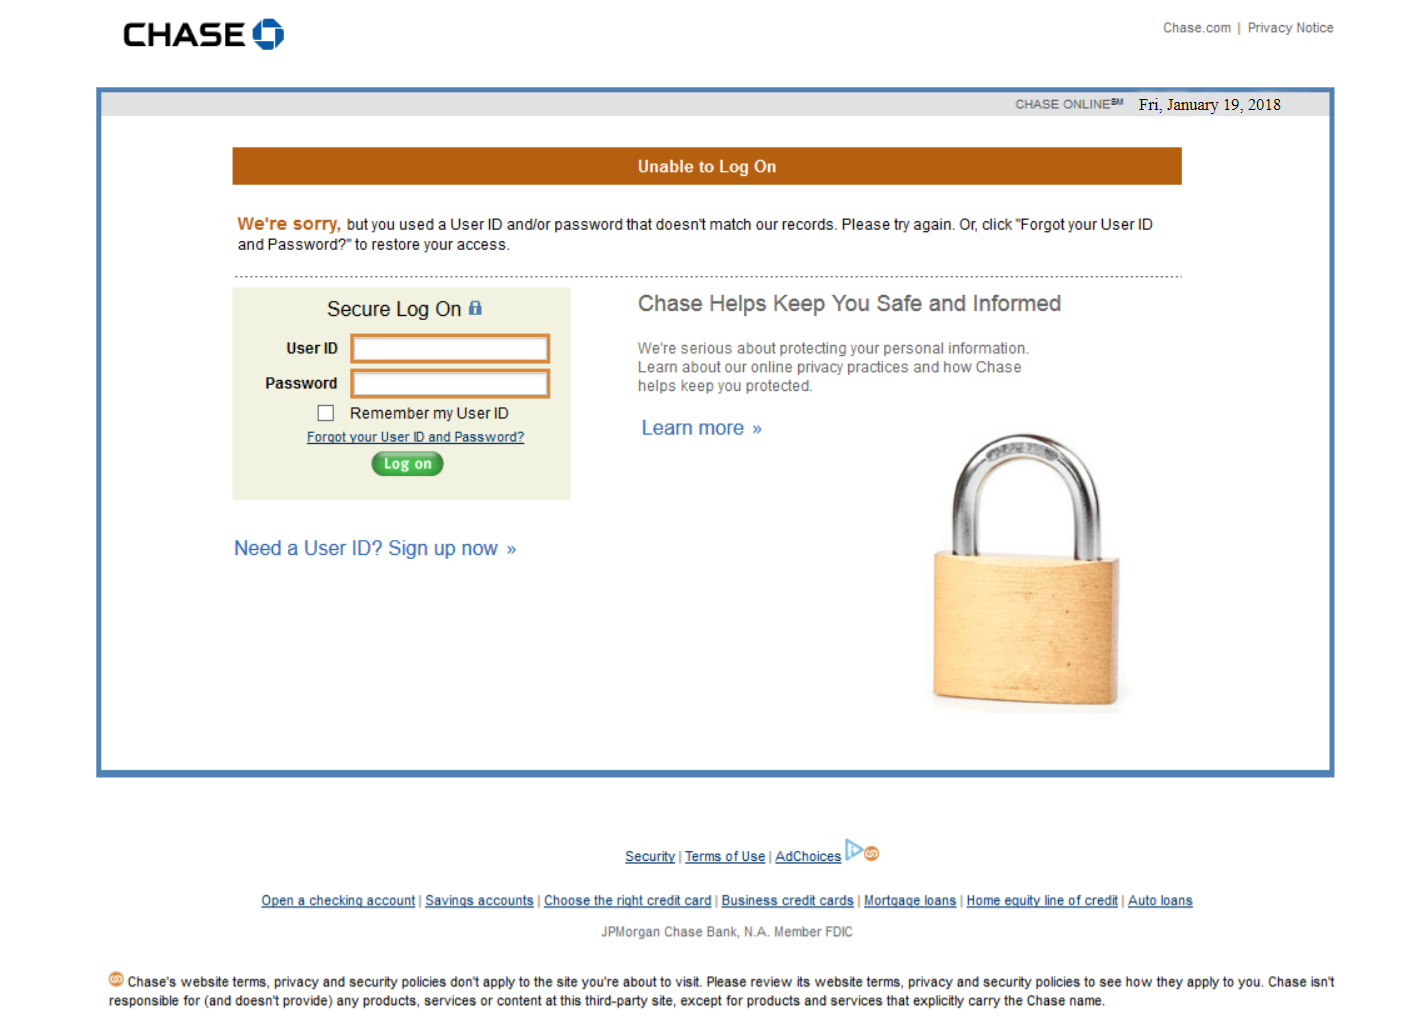 CHASE
Chase.com | Privacy Notice
CHASE ONLINE℠ Fri, January 19, 2018
Unable to Log On
We're sorry, but you used a User ID and/or password that doesn't match our records. Please try again. Or, click "Forgot your User ID
and Password?" to restore your access.
Secure Log On
User ID
Password
Remember my User ID
Forgot your User ID and Password?
Log on
Need a User ID? Sign up now »
Chase Helps Keep You Safe and Informed
We're serious about protecting your personal information.
Learn about our online privacy practices and how Chase
helps keep you protected.
Learn more »
Security | Terms of Use | AdChoices
Open a checking account | Savings accounts | Choose the right credit card | Business credit cards | Mortgage loans | Home equity line of credit | Auto loans
JPMorgan Chase Bank, N.A. Member FDIC
Chase's website terms, privacy and security policies don't apply to the site you're about to visit. Please review its website terms, privacy and security policies to see how they apply to you. Chase isn't
responsible for (and doesn't provide) any products, services or content at this third-party site, except for products and services that explicitly carry the Chase name.